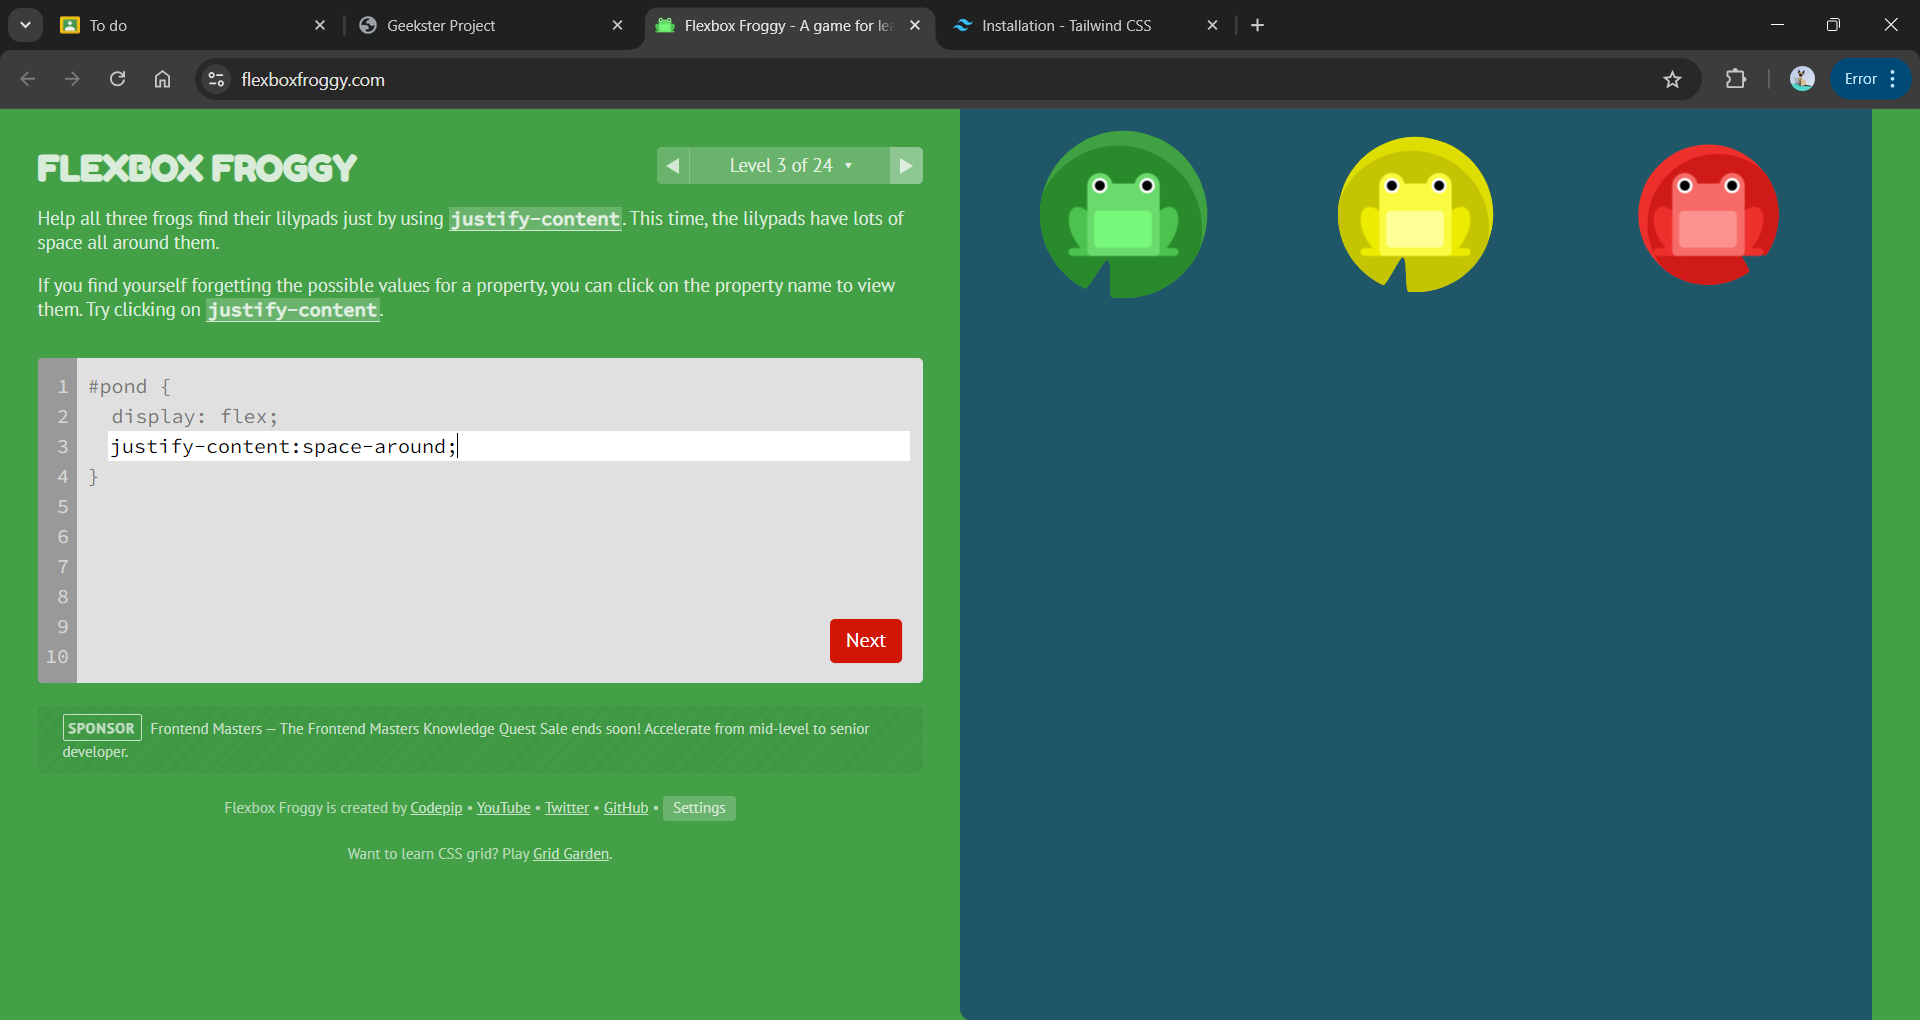 To do
Geekster Project
Flexbox Froggy - A game for le
Installation - Tailwind CSS
flexboxfroggy.com
Error
FLEXBOX FROGGY
Level 3 of 24
Help all three frogs find their lilypads just by using justify-content. This time, the lilypads have lots of
space all around them.
If you find yourself forgetting the possible values for a property, you can click on the property name to view
them. Try clicking on justify-content.
1 #pond {
2 display: flex;
3 justify-content:space-around;
4 }
5
6
7
8
9
10
Next
SPONSOR Frontend Masters — The Frontend Masters Knowledge Quest Sale ends soon! Accelerate from mid-level to senior
developer.
Flexbox Froggy is created by Codepip • YouTube • Twitter • GitHub • Settings
Want to learn CSS grid? Play Grid Garden.